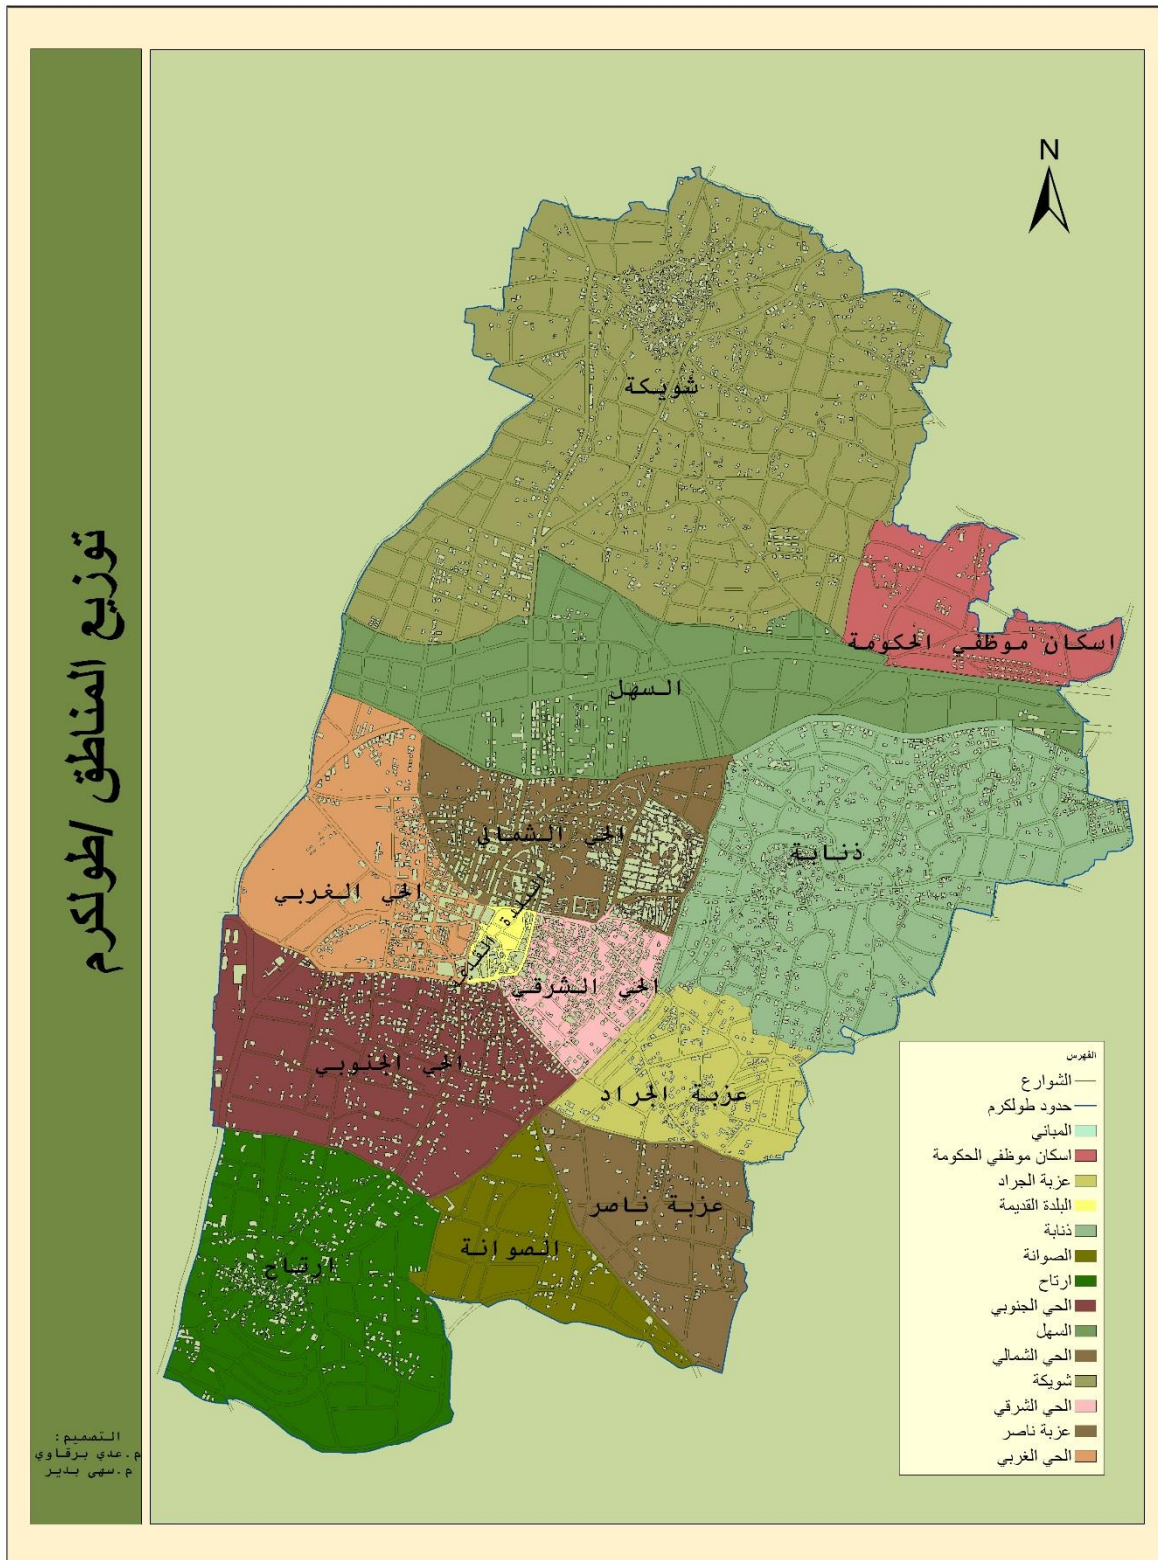 توزيع المناطق /طولكرم
التصميم:
م.عدي برقاوي
م.سهى بدير
N
شويكة
اسكان موظفي الحكومة
السهل
الحي الشمالي
ذنابة
الحي الغربي
البلدة
القديمة
الحي الشرقي
الحي الجنوبي
عزبة الجراد
عزبة ناصر
الصوانة
ارتاح
الفهرس
الشوارع
حدود طولكرم
المباني
اسكان موظفي الحكومة
عزبة الجراد
البلدة القديمة
ذنابة
الصوانة
ارتاح
الحي الجنوبي
السهل
الحي الشمالي
شويكة
الحي الشرقي
عزبة ناصر
الحي الغربي